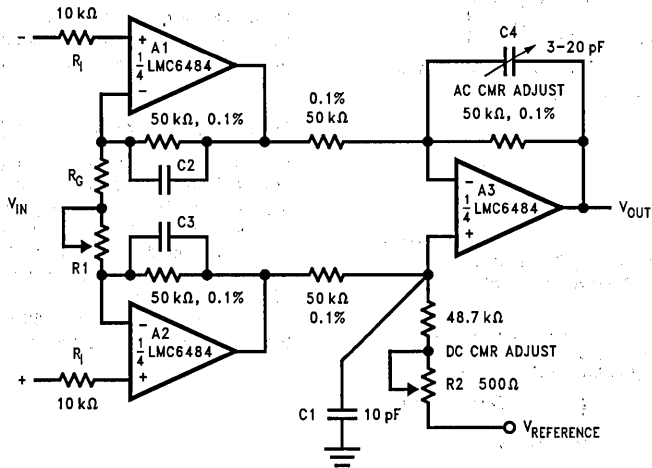 10 kΩ
−
Ri
+
A1
1/4 LMC6484
−
C4
3–20 pF
AC CMR ADJUST
50 kΩ, 0.1%
50 kΩ, 0.1%
0.1%
50 kΩ
C2
RG
VIN
R1
C3
−
A3
1/4 LMC6484
+
VOUT
50 kΩ, 0.1%
50 kΩ
0.1%
48.7 kΩ
−
A2
1/4 LMC6484
+
Ri
+
10 kΩ
DC CMR ADJUST
R2 500Ω
C1
10 pF
VREFERENCE